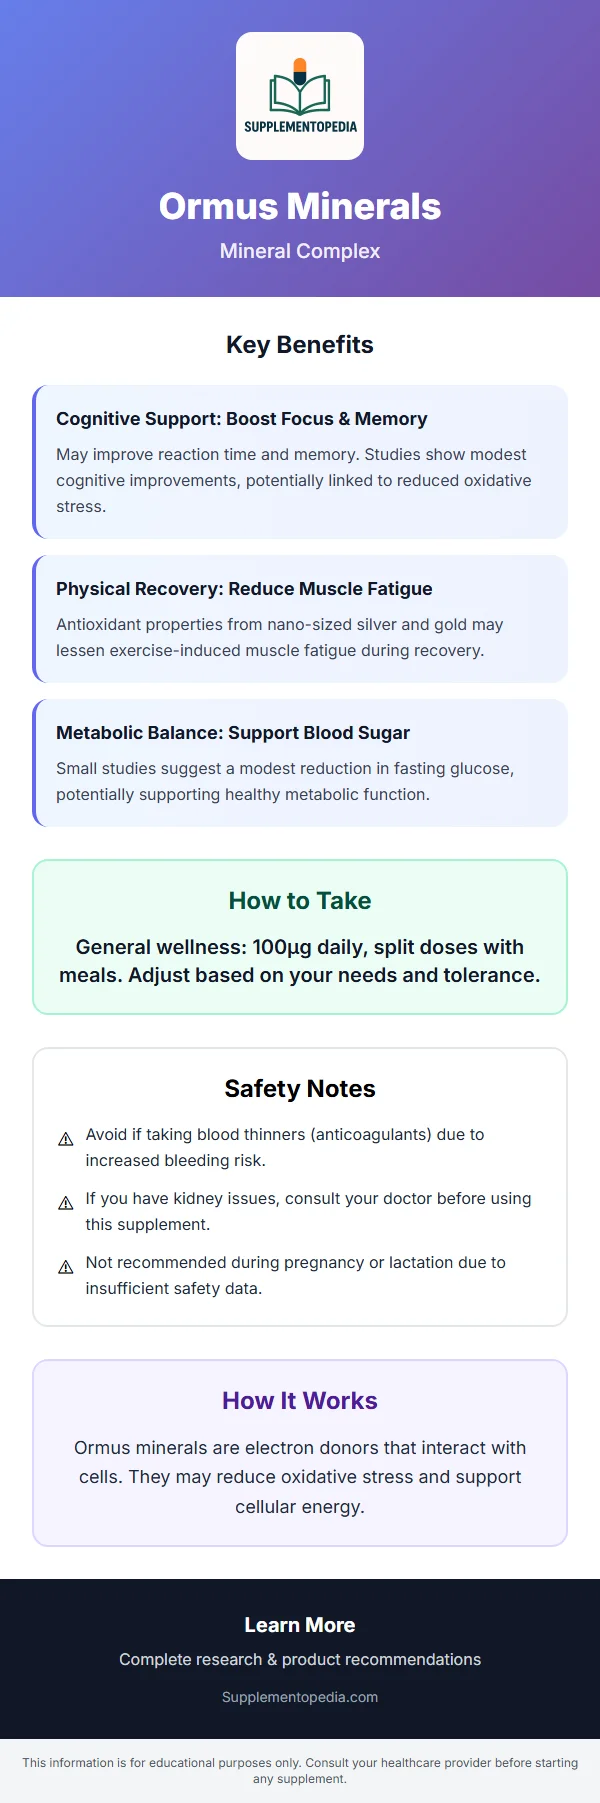 SUPPLEMENTOPEDIA
Ormus Minerals
Mineral Complex
Key Benefits
Cognitive Support: Boost Focus & Memory
May improve reaction time and memory. Studies show modest
cognitive improvements, potentially linked to reduced oxidative
stress.
Physical Recovery: Reduce Muscle Fatigue
Antioxidant properties from nano-sized silver and gold may
lessen exercise-induced muscle fatigue during recovery.
Metabolic Balance: Support Blood Sugar
Small studies suggest a modest reduction in fasting glucose,
potentially supporting healthy metabolic function.
How to Take
General wellness: 100μg daily, split doses with
meals. Adjust based on your needs and tolerance.
Safety Notes
⚠ Avoid if taking blood thinners (anticoagulants) due to
increased bleeding risk.
⚠ If you have kidney issues, consult your doctor before using
this supplement.
⚠ Not recommended during pregnancy or lactation due to
insufficient safety data.
How It Works
Ormus minerals are electron donors that interact with
cells. They may reduce oxidative stress and support
cellular energy.
Learn More
Complete research & product recommendations
Supplementopedia.com
This information is for educational purposes only. Consult your healthcare provider before starting
any supplement.